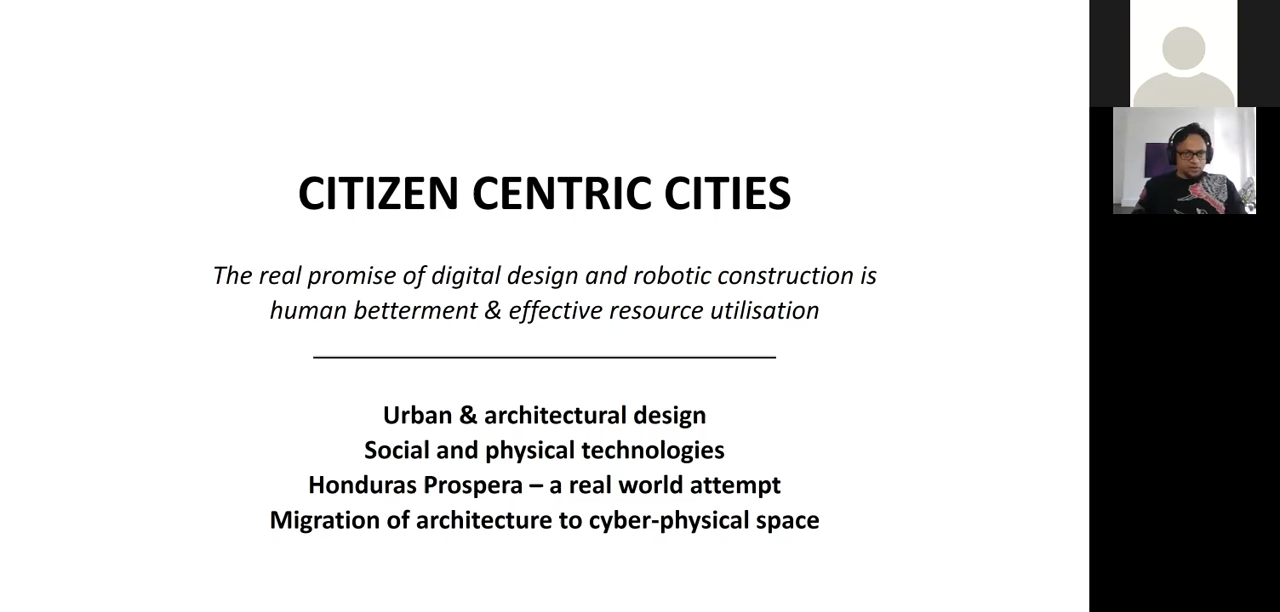 CITIZEN CENTRIC CITIES
The real promise of digital design and robotic construction is
human betterment & effective resource utilisation
Urban & architectural design
Social and physical technologies
Honduras Prospera – a real world attempt
Migration of architecture to cyber-physical space